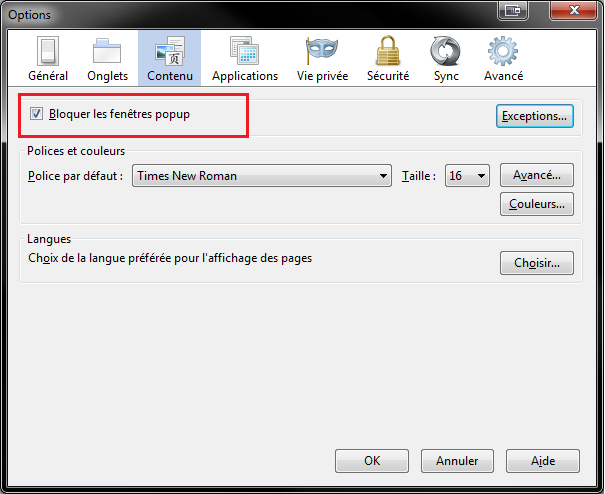 Options
Général Onglets Contenu Applications Vie privée Sécurité Sync Avancé
Bloquer les fenêtres popup Exceptions...
Polices et couleurs
Police par défaut : Times New Roman Taille : 16 Avancé...
Couleurs...
Langues
Choix de la langue préférée pour l'affichage des pages
Choisir...
OK Annuler Aide